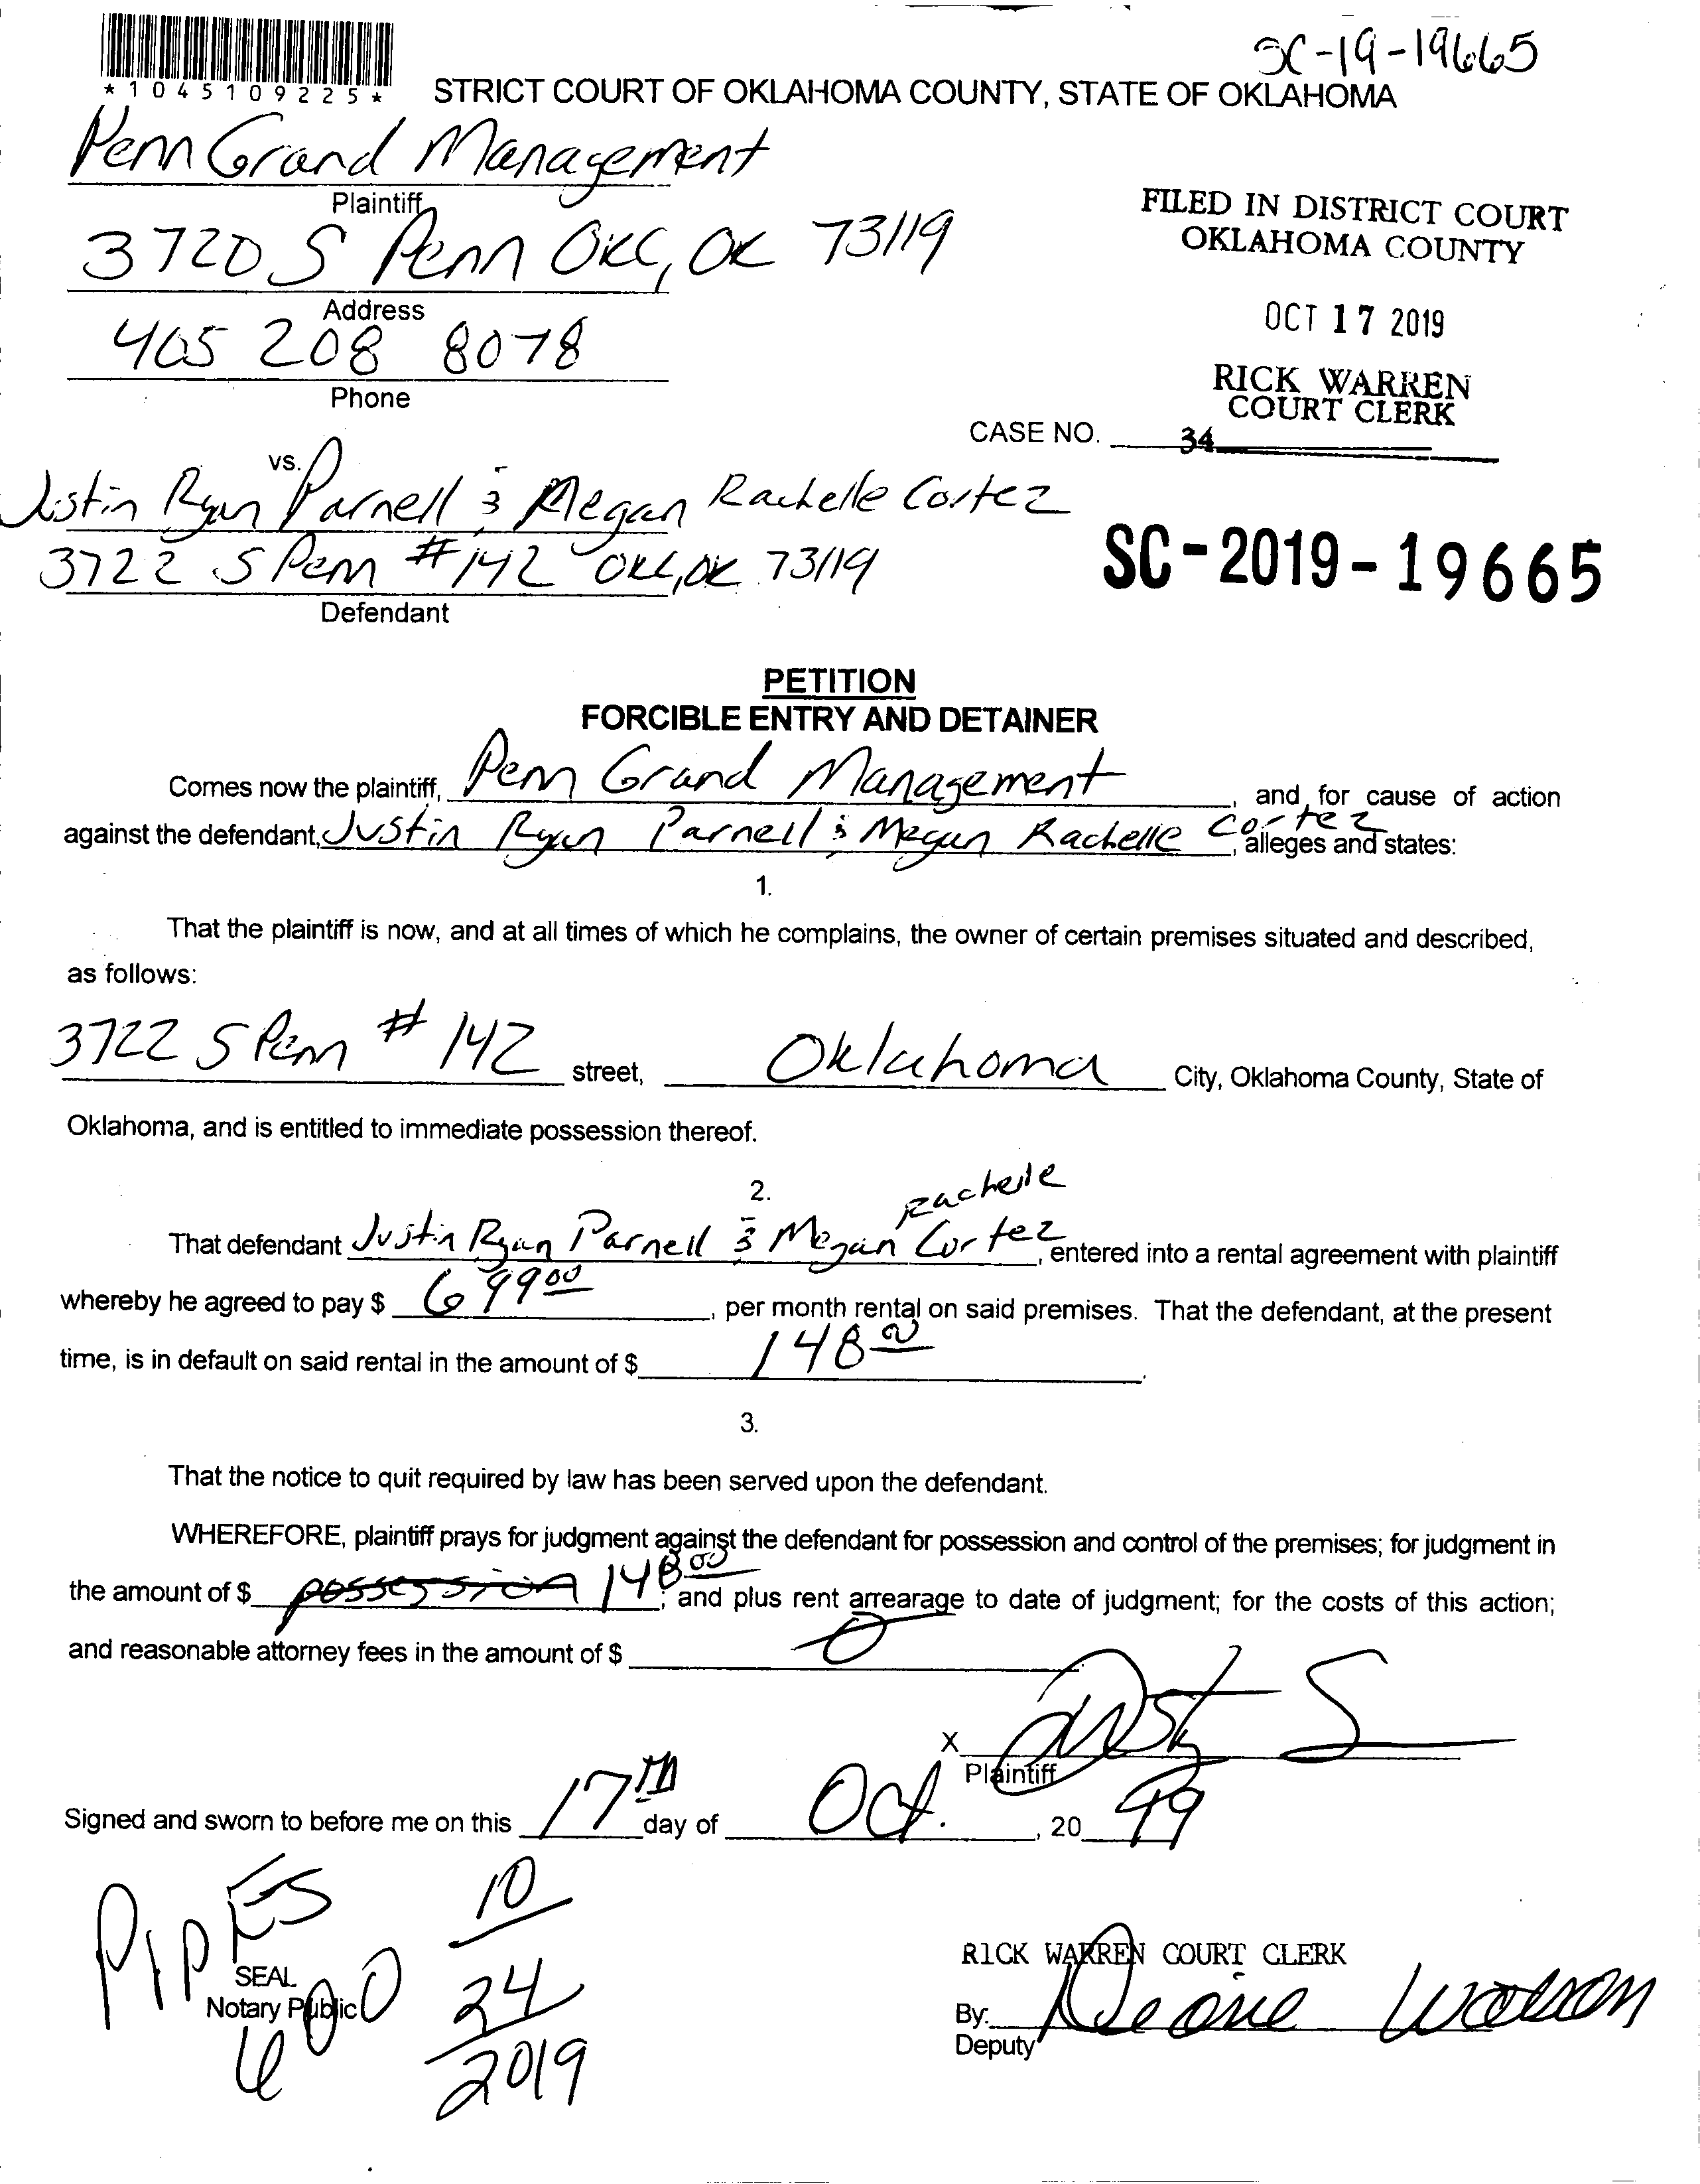 SC-19-19665
*1045109225*
STRICT COURT OF OKLAHOMA COUNTY, STATE OF OKLAHOMA
Penn Grand Management
Plaintiff
3720 S Penn OKC, OK 73119
Address
405 208 8078
Phone
FILED IN DISTRICT COURT
OKLAHOMA COUNTY
OCT 17 2019
RICK WARREN
COURT CLERK
CASE NO. 34
vs.
Justin Ryan Parnell & Megan Rachelle Cortez
3722 S Penn #142 OKC, OK 73119
Defendant
SC-2019-19665
PETITION
FORCIBLE ENTRY AND DETAINER
Comes now the plaintiff, Penn Grand Management, and for cause of action
against the defendant, Justin Ryan Parnell & Megan Rachelle Cortez, alleges and states:
1.
That the plaintiff is now, and at all times of which he complains, the owner of certain premises situated and described,
as follows:
3722 S Penn # 142 street, Oklahoma City, Oklahoma County, State of
Oklahoma, and is entitled to immediate possession thereof.
2.
Rachelle
That defendant Justin Ryan Parnell & Megan Cortez, entered into a rental agreement with plaintiff
whereby he agreed to pay $ 699 00, per month rental on said premises. That the defendant, at the present
time, is in default on said rental in the amount of $ 148 00.
3.
That the notice to quit required by law has been served upon the defendant.
WHEREFORE, plaintiff prays for judgment against the defendant for possession and control of the premises; for judgment in
the amount of $ possession 148 00; and plus rent arrearage to date of judgment; for the costs of this action;
and reasonable attorney fees in the amount of $ 0
X
Plaintiff
Signed and sworn to before me on this 17th day of Oct., 20 19
PIPES
600
SEAL
Notary Public
10
24
2019
RICK WARREN COURT CLERK
By: Deone Watson
Deputy